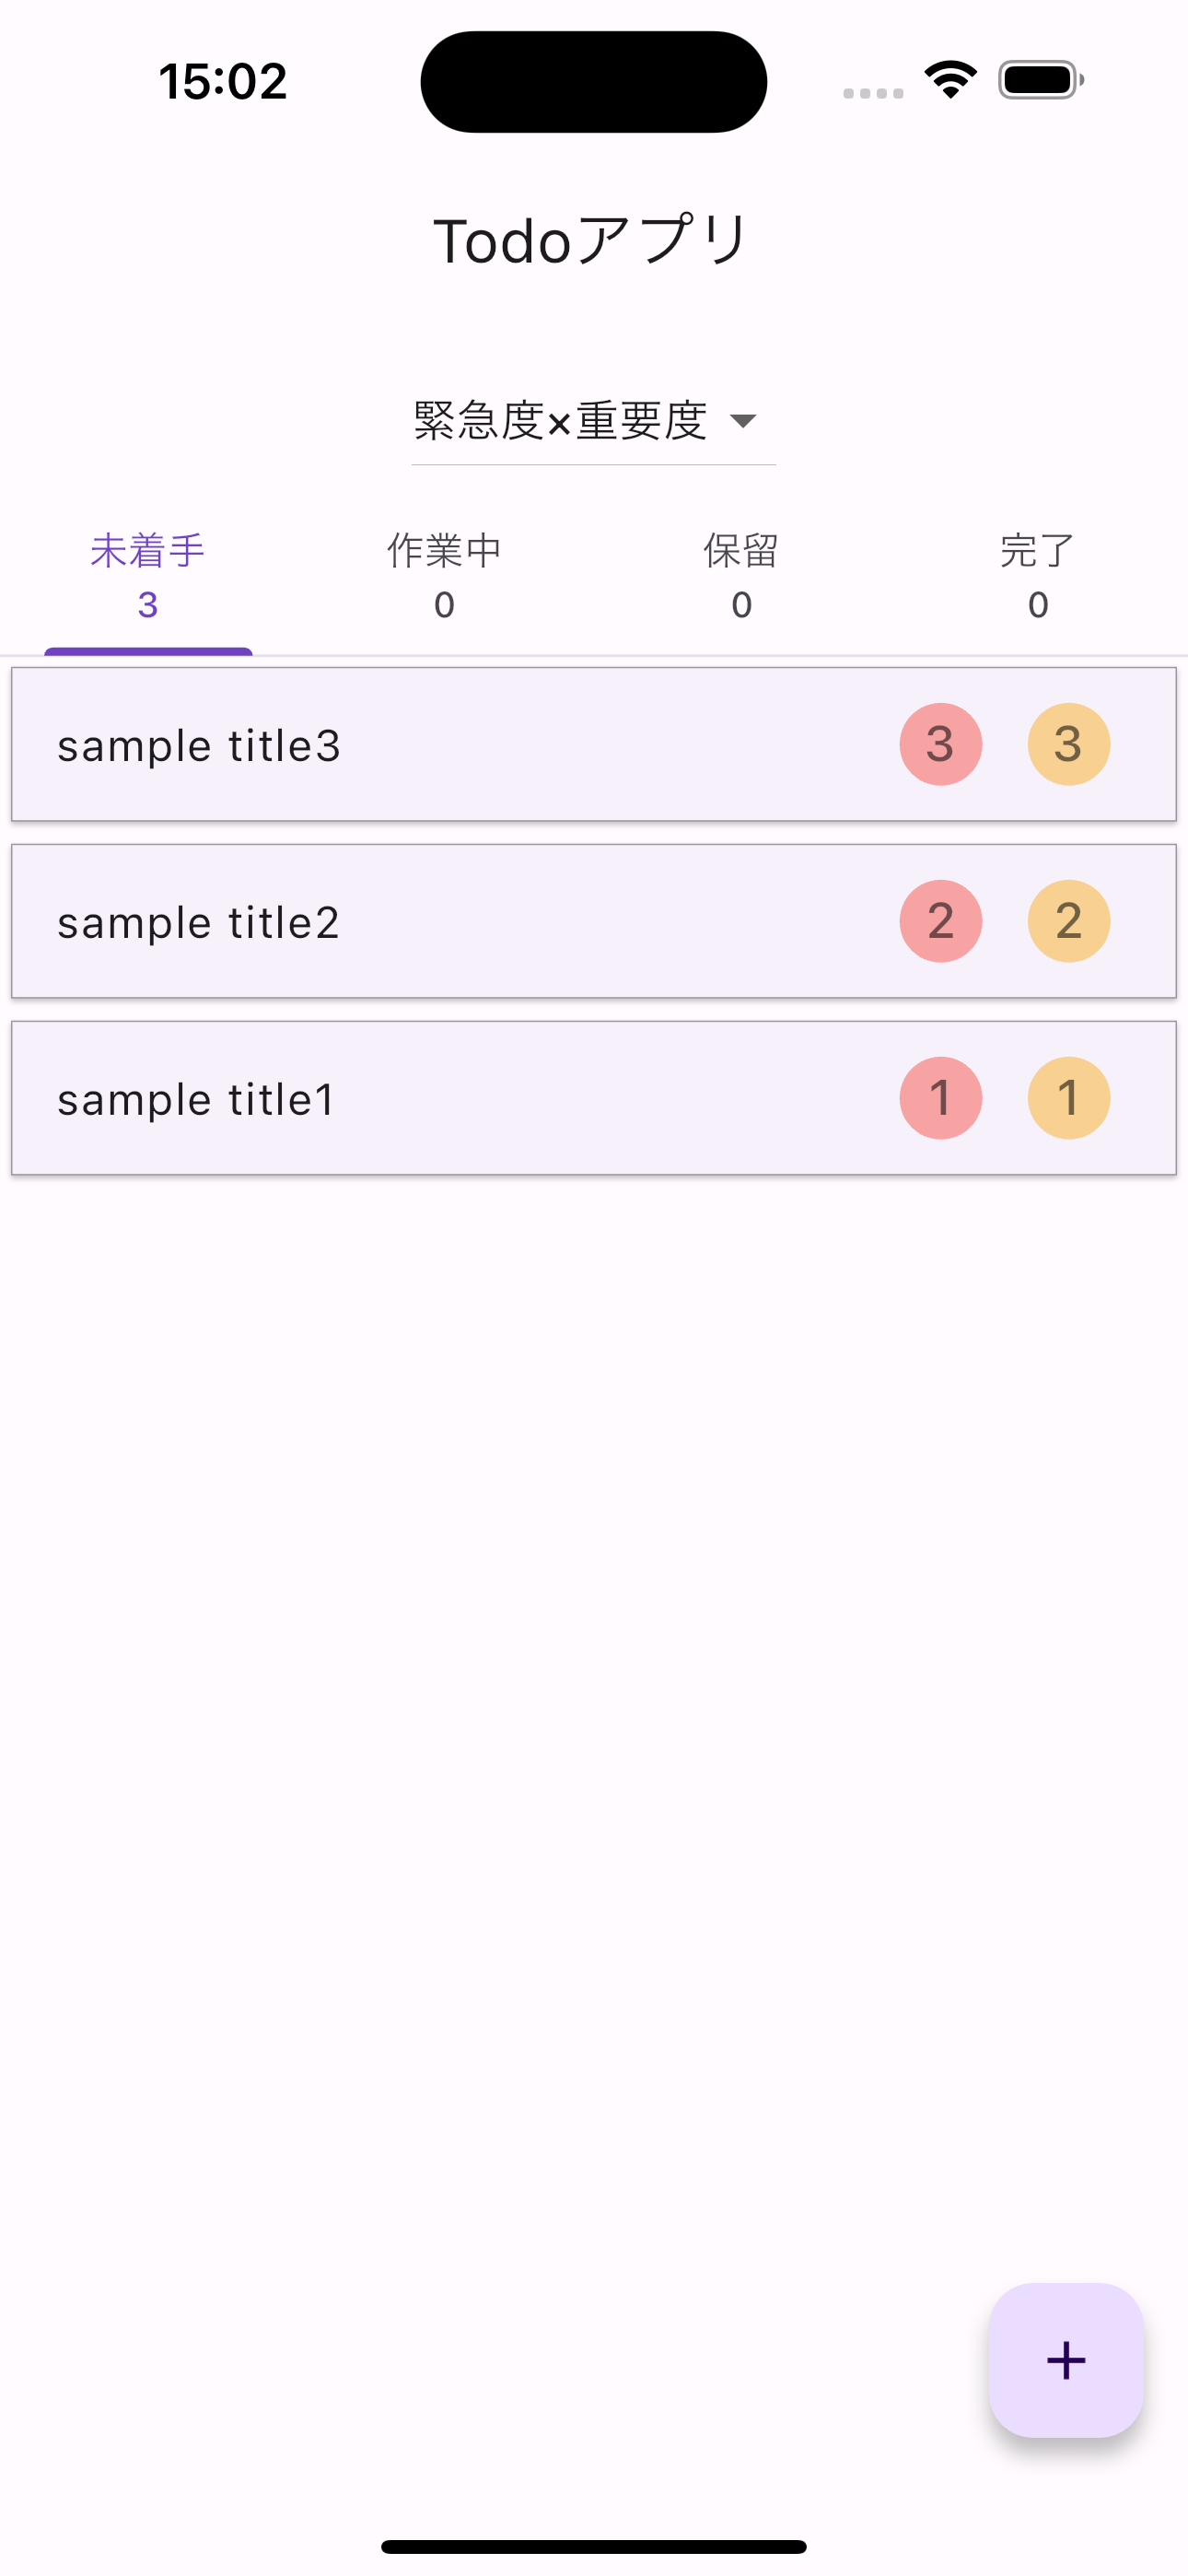 15:02
Todoアプリ
緊急度×重要度
未着手 作業中 保留 完了
3 0 0 0
sample title3 3 3
sample title2 2 2
sample title1 1 1
+